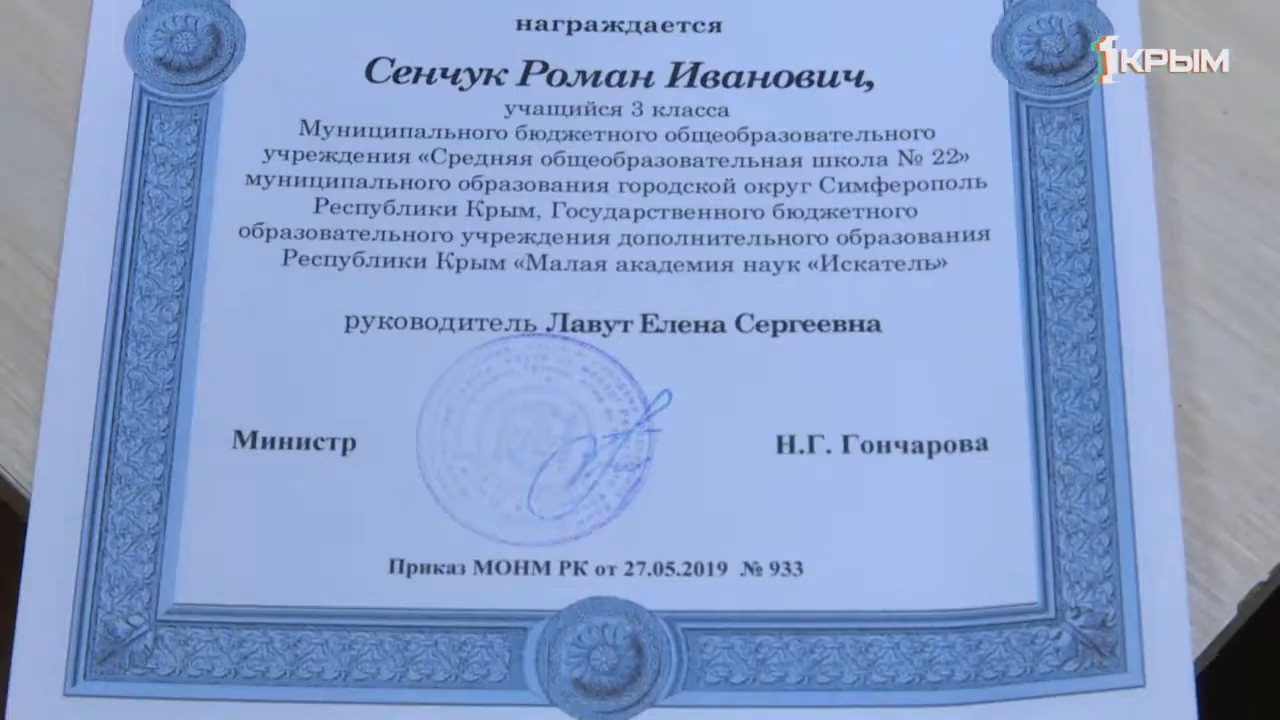 награждается
1КРЫМ
Сенчук Роман Иванович,
учащийся 3 класса
Муниципального бюджетного общеобразовательного
учреждения «Средняя общеобразовательная школа № 22»
муниципального образования городской округ Симферополь
Республики Крым, Государственного бюджетного
образовательного учреждения дополнительного образования
Республики Крым «Малая академия наук «Искатель»
руководитель Лавут Елена Сергеевна
Министр
Н.Г. Гончарова
Приказ МОНМ РК от 27.05.2019 № 933